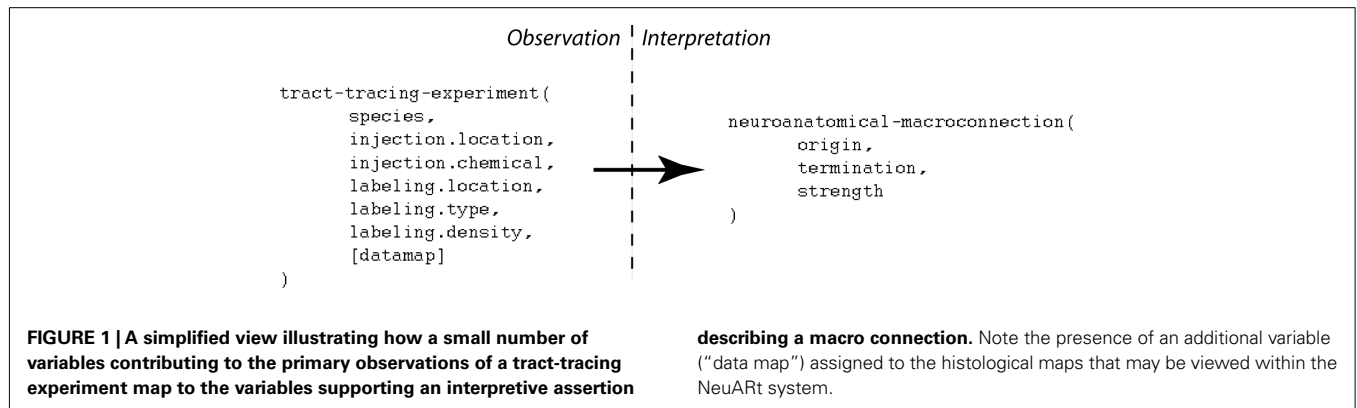 Observation | Interpretation
tract-tracing-experiment(
species,
injection.location,
injection.chemical,
labeling.location,
labeling.type,
labeling.density,
[datamap]
)
neuroanatomical-macroconnection(
origin,
termination,
strength
)
FIGURE 1 | A simplified view illustrating how a small number of
variables contributing to the primary observations of a tract-tracing
experiment map to the variables supporting an interpretive assertion
describing a macro connection. Note the presence of an additional variable
("data map") assigned to the histological maps that may be viewed within the
NeuARt system.